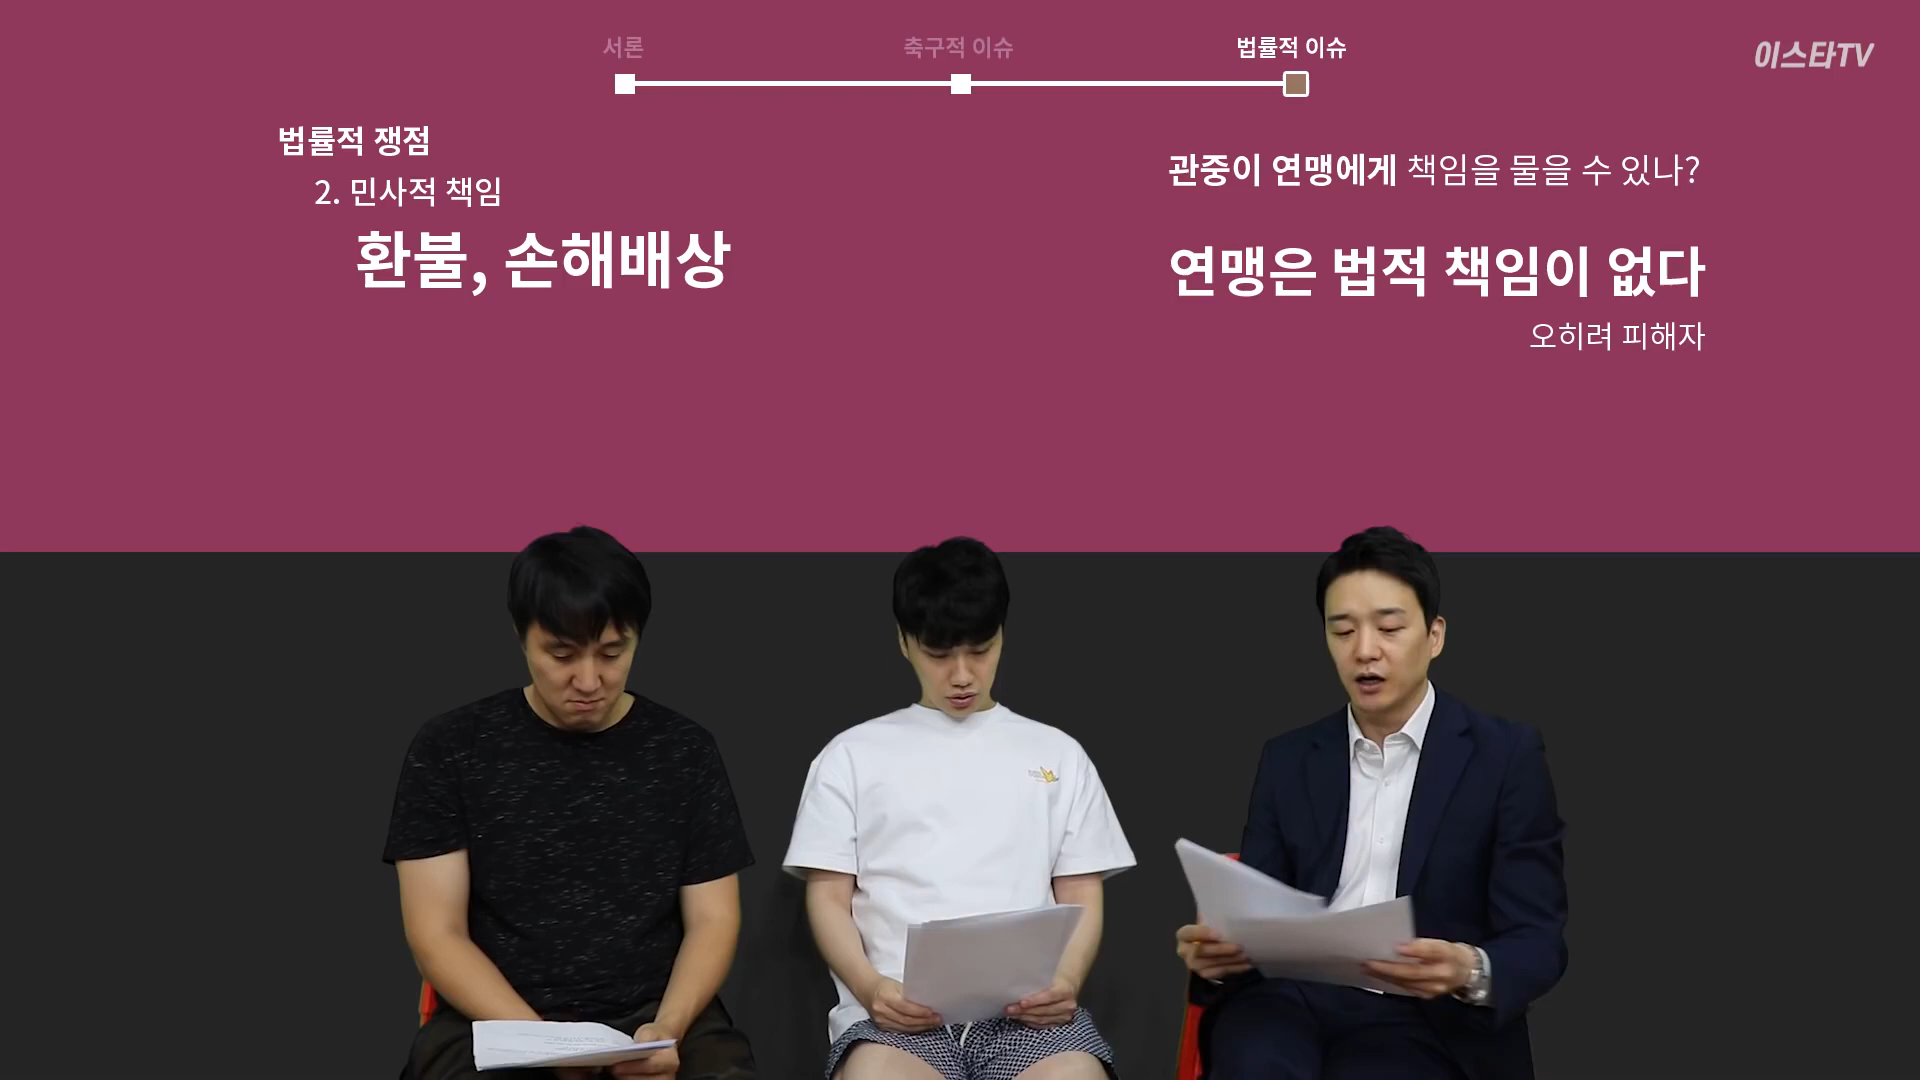 서론
축구적 이슈
법률적 이슈
이스타TV
법률적 쟁점
2. 민사적 책임
환불, 손해배상
관중이 연맹에게 책임을 물을 수 있나?
연맹은 법적 책임이 없다
오히려 피해자